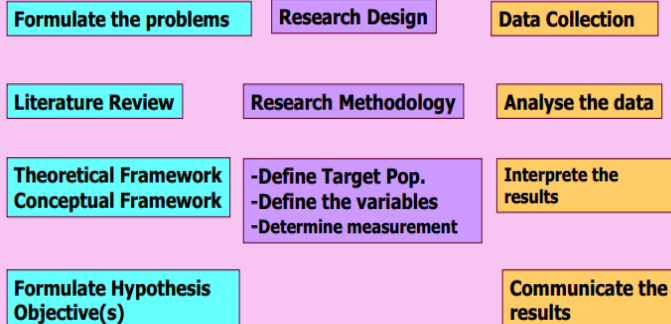 Formulate the problems
Literature Review
Theoretical Framework
Conceptual Framework
Formulate Hypothesis
Objective(s)
Research Design
Research Methodology
-Define Target Pop.
-Define the variables
-Determine measurement
Data Collection
Analyse the data
Interprete the
results
Communicate the
results